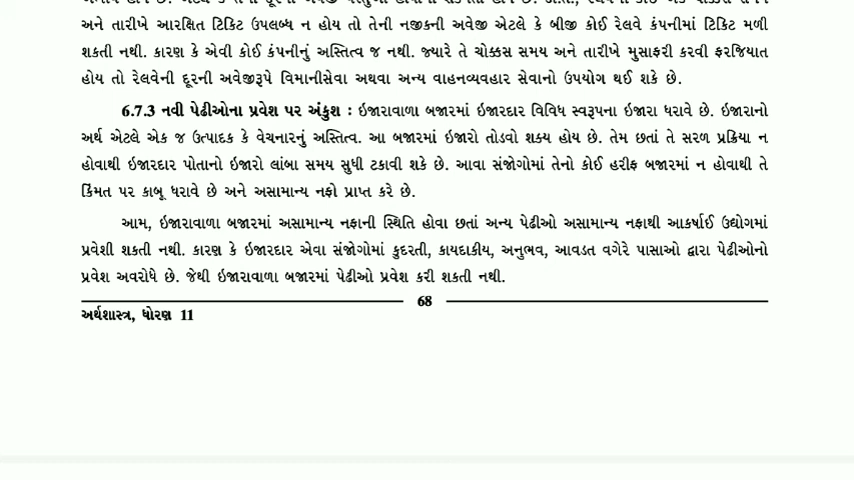 અને તારીખે આરક્ષિત ટિકિટ ઉપલબ્ધ ન હોય તો તેની નજીકની અવેજી એટલે કે બીજી કોઈ રેલવે કંપનીમાં ટિકિટ મળી
શકતી નથી. કારણ કે એવી કોઈ કંપનીનું અસ્તિત્વ જ નથી. જ્યારે તે ચોક્કસ સમય અને તારીખે મુસાફરી કરવી ફરજિયાત
હોય તો રેલવેની દૂરની અવેજીરૂપે વિમાનીસેવા અથવા અન્ય વાહનવ્યવહાર સેવાનો ઉપયોગ થઈ શકે છે.
6.7.3 નવી પેઢીઓના પ્રવેશ પર અંકુશ : ઇજારાવાળા બજારમાં ઇજારદાર વિવિધ સ્વરૂપના ઇજારા ધરાવે છે. ઇજારાનો
અર્થ એટલે એક જ ઉત્પાદક કે વેચનારનું અસ્તિત્વ. આ બજારમાં ઇજારો તોડવો શક્ય હોય છે. તેમ છતાં તે સરળ પ્રક્રિયા ન
હોવાથી ઇજારદાર પોતાનો ઇજારો લાંબા સમય સુધી ટકાવી શકે છે. આવા સંજોગોમાં તેનો કોઈ હરીફ બજારમાં ન હોવાથી તે
કિંમત પર કાબૂ ધરાવે છે અને અસામાન્ય નફો પ્રાપ્ત કરે છે.
આમ, ઇજારાવાળા બજારમાં અસામાન્ય નફાની સ્થિતિ હોવા છતાં અન્ય પેઢીઓ અસામાન્ય નફાથી આકર્ષાઈ ઉદ્યોગમાં
પ્રવેશી શકતી નથી. કારણ કે ઇજારદાર એવા સંજોગોમાં કુદરતી, કાયદાકીય, અનુભવ, આવડત વગેરે પાસાઓ દ્વારા પેઢીઓનો
પ્રવેશ અવરોધે છે. જેથી ઇજારાવાળા બજારમાં પેઢીઓ પ્રવેશ કરી શકતી નથી.
68
અર્થશાસ્ત્ર, ધોરણ 11